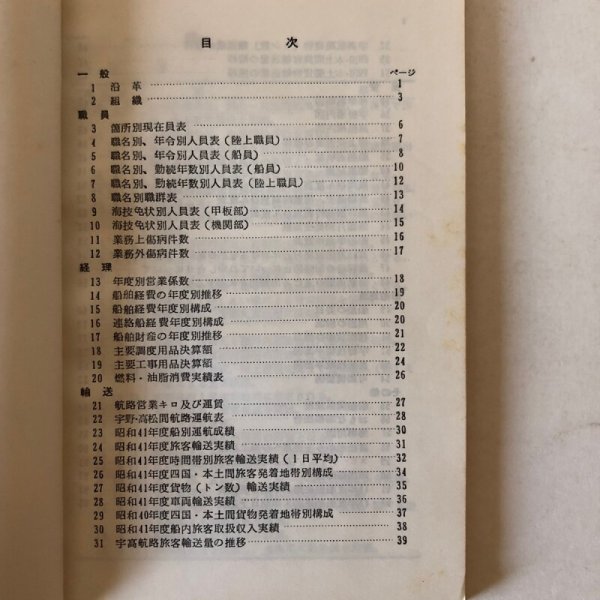 目次
ページ
一般
1 沿革 1
2 組織 3
職員
3 箇所別現在員表 6
4 職名別、年令別人員表（陸上職員） 7
5 職名別、年令別人員表（船員） 8
6 職名別、勤続年数別人員表（船員） 10
7 職名別、勤続年数別人員表（陸上職員） 12
8 職名別職群表 13
9 海技免状別人員表（甲板部） 14
10 海技免状別人員表（機関部） 15
11 業務上傷病件数 16
12 業務外傷病件数 17
経理
13 年度別営業係数 18
14 船舶経費の年度別推移 19
15 船舶経費年度別構成 20
16 連絡船経費年度別構成 20
17 船舶財産の年度別推移 21
18 主要調度用品決算額 22
19 主要工事用品決算額 24
20 燃料・油脂消費実績表 26
輸送
21 航路営業キロ及び運賃 27
22 宇野・高松間航路運航表 28
23 昭和41年度船別運航成績 30
24 昭和41年度旅客輸送実績 31
25 昭和41年度時間帯別旅客輸送実績（1日平均） 32
26 昭和41年度四国・本土間旅客発着地帯別構成 34
27 昭和41年度貨物（トン数）輸送実績 35
28 昭和41年度車両輸送実績 36
29 昭和40年度四国・本土間貨物発着地帯別構成 37
30 昭和41年度船内旅客取扱収入実績 38
31 宇高航路旅客輸送量の推移 39